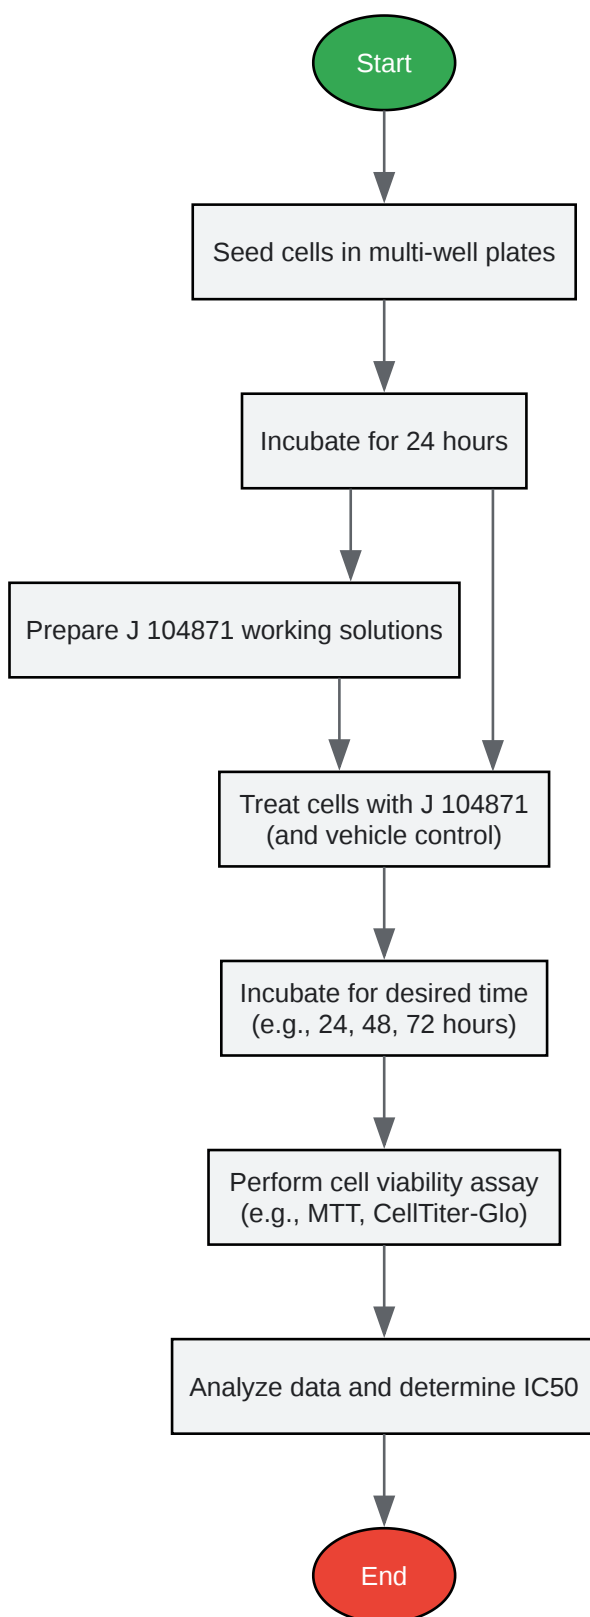 Start
Seed cells in multi-well plates
Incubate for 24 hours
Prepare J 104871 working solutions
Treat cells with J 104871
(and vehicle control)
Incubate for desired time
(e.g., 24, 48, 72 hours)
Perform cell viability assay
(e.g., MTT, CellTiter-Glo)
Analyze data and determine IC50
End